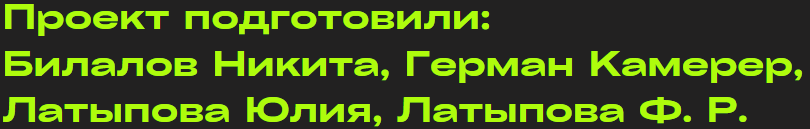 Проект подготовили:
Билалов Никита, Герман Камерер,
Латыпова Юлия, Латыпова Ф. Р.